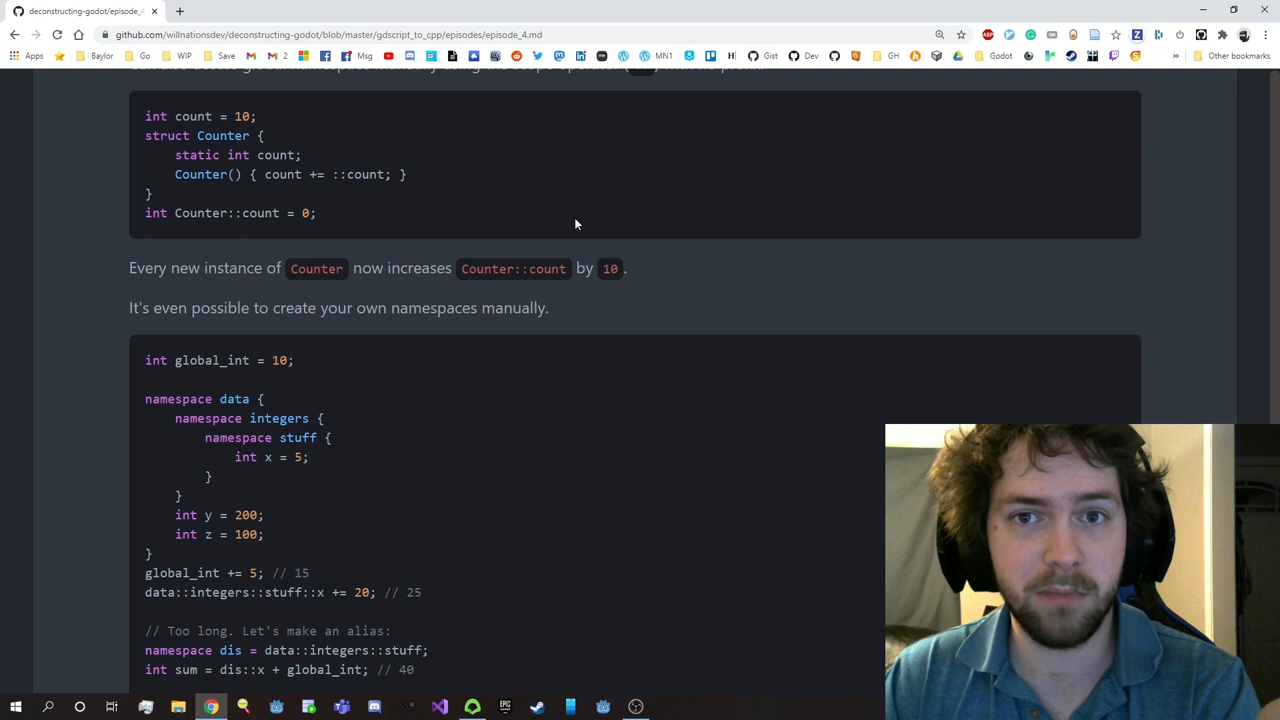 deconstructing-godot/episode_4
github.com/willnationsdev/deconstructing-godot/blob/master/gdscript_to_cpp/episodes/episode_4.md
Apps Baylor Go WIP Save M 2 Msg MN1 Gist Dev GH Godot » Other bookmarks
int count = 10;
struct Counter {
static int count;
Counter() { count += ::count; }
}
int Counter::count = 0;
Every new instance of Counter now increases Counter::count by 10.
It's even possible to create your own namespaces manually.
int global_int = 10;
namespace data {
namespace integers {
namespace stuff {
int x = 5;
}
}
int y = 200;
int z = 100;
}
global_int += 5; // 15
data::integers::stuff::x += 20; // 25
// Too long. Let's make an alias:
namespace dis = data::integers::stuff;
int sum = dis::x + global_int; // 40